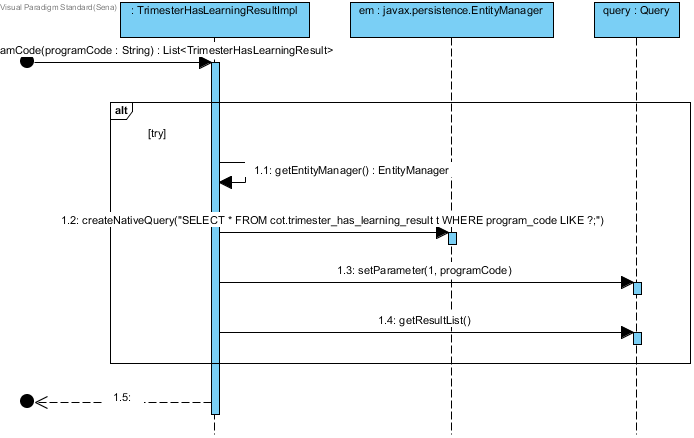 Visual Paradigm Standard(Sena)
: TrimesterHasLearningResultImpl
em : javax.persistence.EntityManager
query : Query
amCode(programCode : String) : List<TrimesterHasLearningResult>
alt
[try]
1.1: getEntityManager() : EntityManager
1.2: createNativeQuery("SELECT * FROM cot.trimester_has_learning_result t WHERE program_code LIKE ?;")
1.3: setParameter(1, programCode)
1.4: getResultList()
1.5: